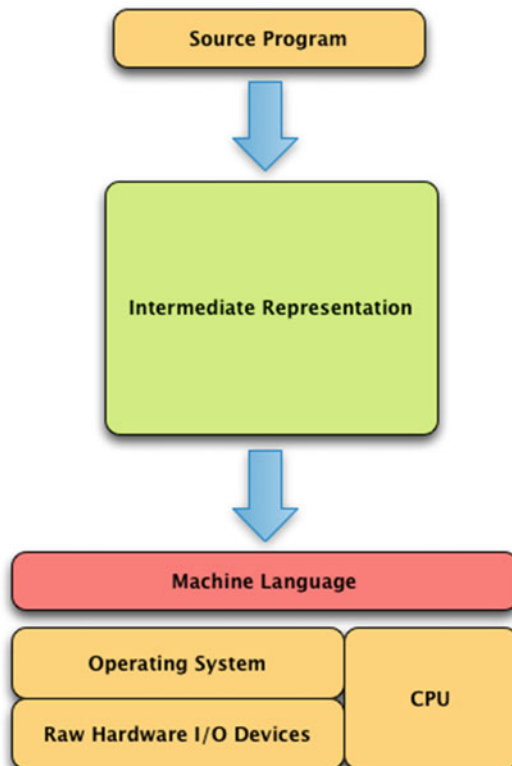 Source Program
Intermediate Representation
Machine Language
Operating System
CPU
Raw Hardware I/O Devices